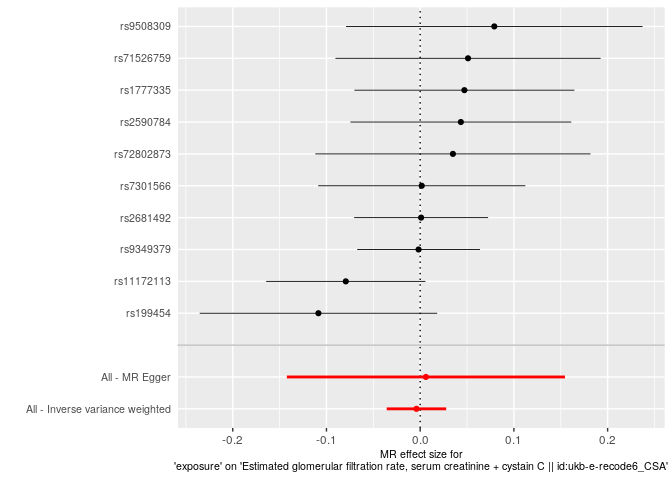 rs9508309
rs71526759
rs1777335
rs2590784
rs72802873
rs7301566
rs2681492
rs9349379
rs11172113
rs199454
All - MR Egger
All - Inverse variance weighted
-0.2 -0.1 0.0 0.1 0.2
MR effect size for
'exposure' on 'Estimated glomerular filtration rate, serum creatinine + cystain C || id:ukb-e-recode6_CSA'